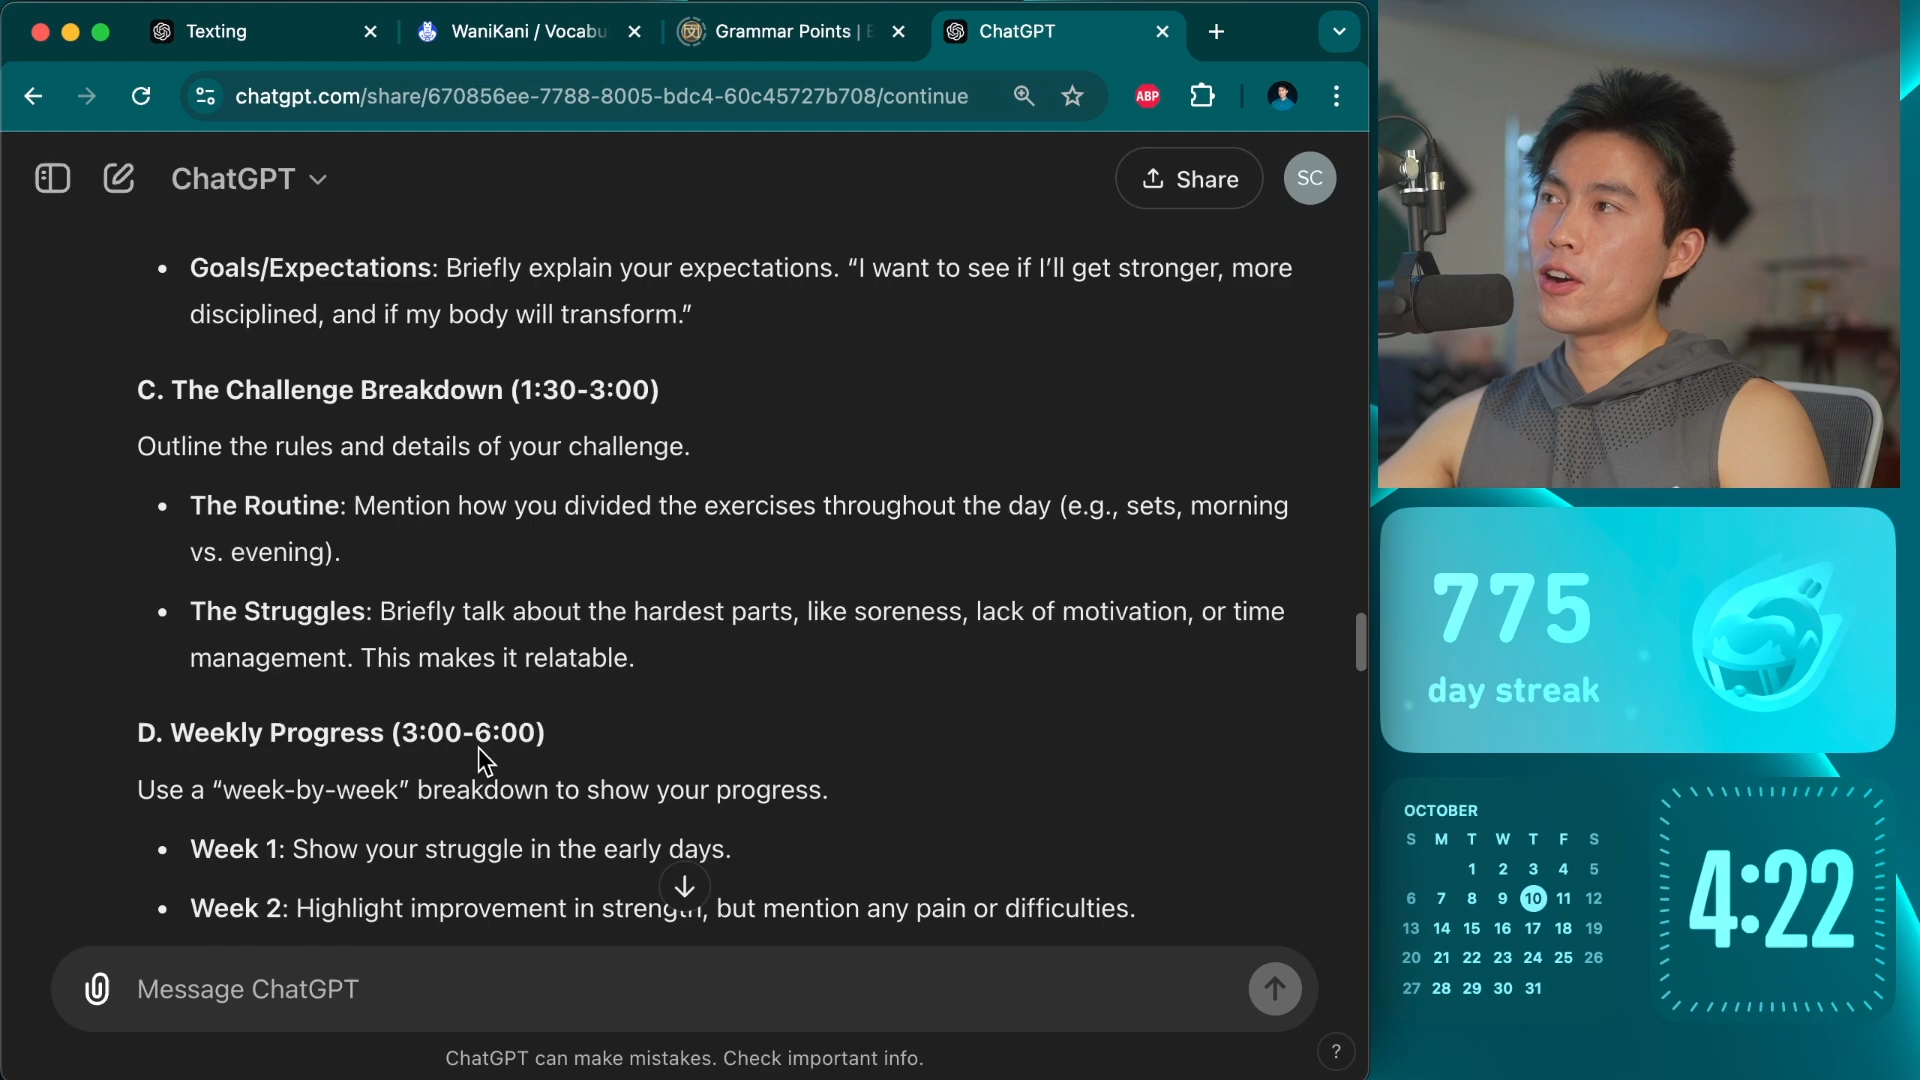 Texting
WaniKani / Vocabu
Grammar Points |
ChatGPT
chatgpt.com/share/670856ee-7788-8005-bdc4-60c45727b708/continue
ABP
ChatGPT
Share
SC
• Goals/Expectations: Briefly explain your expectations. “I want to see if I’ll get stronger, more
disciplined, and if my body will transform.”
C. The Challenge Breakdown (1:30-3:00)
Outline the rules and details of your challenge.
• The Routine: Mention how you divided the exercises throughout the day (e.g., sets, morning
vs. evening).
• The Struggles: Briefly talk about the hardest parts, like soreness, lack of motivation, or time
management. This makes it relatable.
D. Weekly Progress (3:00-6:00)
Use a “week-by-week” breakdown to show your progress.
• Week 1: Show your struggle in the early days.
• Week 2: Highlight improvement in strength, but mention any pain or difficulties.
Message ChatGPT
ChatGPT can make mistakes. Check important info.
?
775
day streak
OCTOBER
S M T W T F S
1 2 3 4 5
6 7 8 9 10 11 12
13 14 15 16 17 18 19
20 21 22 23 24 25 26
27 28 29 30 31
4:22